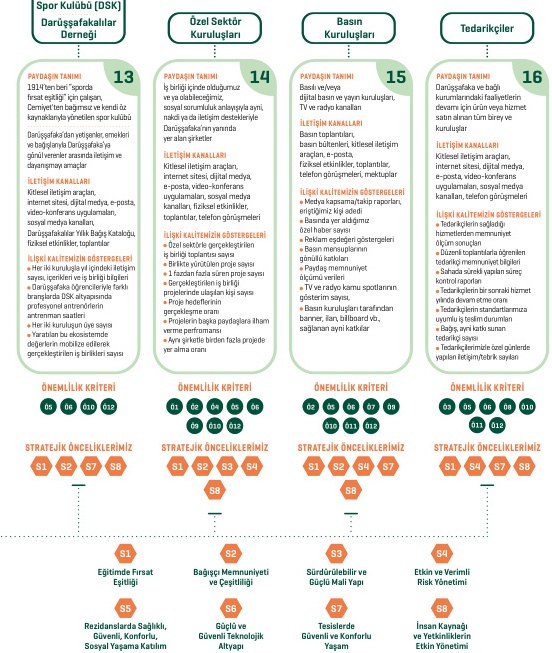 Spor Kulübü (DSK)
Darüşşafakalılar
Derneği
PAYDAŞIN TANIMI
13
1914'ten beri "sporda
fırsat eşitliği" için çalışan,
Demiyet'ten bağımsız ve kendi öz
kaynaklarıyla yönetilen spor kulübü
Darüşşafaka'dan yetişenler, emekleri
ve bağışlarıyla Darüşşafaka'ya
gönül verenler arasında iletişim ve
dayanışmayı amaçlar
İLETİŞİM KANALLARI
Kitlesel iletişim araçları,
internet sitesi, dijital medya, e-posta,
video-konferans uygulamaları,
sosyal medya kanalları,
Darüşşafakalılar Yıllık Bağış Kataloğu,
fiziksel etkinlikler, toplantılar
İLİŞKİ KALİTEMİZİN GÖSTERGELERİ
• Her iki kuruluşla yıl içindeki iletişim
sayısı, içerikleri ve iş birliği bilgileri
• Darüşşafaka öğrencileriyle farklı
branşlarda DSK altyapısında
profesyonel antrenörlerin
antrenman saatleri
• Her iki kuruluşun üye sayısı
• Yaratılan bu ekosistemde
değerlerin mobilize edilerek
gerçekleştirilen iş birlikleri sayısı
ÖNEMLİLİK KRİTERİ
Ö5 Ö6 Ö10 Ö12
STRATEJİK ÖNCELİKLERİMİZ
S1 S2 S7 S8
Özel Sektör
Kuruluşları
PAYDAŞIN TANIMI
14
İş birliği içinde olduğumuz
ve ya olabileceğimiz,
sosyal sorumluluk anlayışıyla ayni,
nakdi ya da iletişim destekleriyle
Darüşşafaka'nın yanında
yer alan şirketler
İLETİŞİM KANALLARI
Kitlesel iletişim araçları,
internet sitesi, dijital medya,
e-posta, video-konferans
uygulamaları, sosyal medya
kanalları, fiziksel etkinlikler,
toplantılar, telefon görüşmeleri
İLİŞKİ KALİTEMİZİN GÖSTERGELERİ
• Özel sektörle gerçekleştirilen
iş birliği toplantısı sayısı
• Birlikte yürütülen proje sayısı
• 1 fazdan fazla süren proje sayısı
• Gerçekleştirilen iş birliği
projelerinde ulaşılan kişi sayısı
• Proje hedeflerinin
gerçekleşme oranı
• Projelerin başka paydaşlara ilham
verme perfromansı
• Aynı şirketle birden fazla projede
yer alma oranı
ÖNEMLİLİK KRİTERİ
Ö1 Ö2 Ö4 Ö5 Ö6
Ö9 Ö10 Ö12
STRATEJİK ÖNCELİKLERİMİZ
S1 S2 S3 S4
S8
Basın
Kuruluşları
PAYDAŞIN TANIMI
15
Basılı ve/veya
dijital basın ve yayın kuruluşları,
TV ve radyo kanalları
İLETİŞİM KANALLARI
Basın toplantıları,
basın bültenleri, kitlesel iletişim
araçları, e-posta,
fiziksel etkinlikler, toplantılar,
telefon görüşmeleri, mektuplar
İLİŞKİ KALİTEMİZİN GÖSTERGELERİ
• Medya kapsama/takip raporları,
eriştiğimiz kişi adedi
• Basında yer aldığımız
özel haber sayısı
• Reklam eşdeğeri göstergeleri
• Basın mensuplarının
gönüllü katkıları
• Paydaş memnuniyet
ölçümü verileri
• TV ve radyo kamu spotlarının
gösterim sayısı,
• Basın kuruluşları tarafından
banner, ilan, billboard vb.,
sağlanan ayni katkılar
ÖNEMLİLİK KRİTERİ
Ö2 Ö5 Ö6 Ö7 Ö9
Ö10 Ö11 Ö12
STRATEJİK ÖNCELİKLERİMİZ
S1 S2 S4 S7
S8
Tedarikçiler
PAYDAŞIN TANIMI
16
Darüşşafaka ve bağlı
kurumlarındaki faaliyetlerin
devamı için ürün veya hizmet
satın alınan tüm birey ve
kuruluşlar
İLETİŞİM KANALLARI
Kitlesel iletişim araçları,
internet sitesi, dijital medya,
e-posta, video-konferans
uygulamaları, sosyal medya
kanalları, telefon görüşmeleri
İLİŞKİ KALİTEMİZİN GÖSTERGELERİ
• Tedarikçilerin sağladığı
hizmetlerden memnuniyet
ölçüm sonuçları
• Düzenli toplantılarla öğrenilen
tedarikçi memnuniyet bilgileri
• Sahada sürekli yapılan süreç
kontrol raporları
• Tedarikçilerin bir sonraki hizmet
yılında devam etme oranı
• Tedarikçilerin standartlarımıza
uyumlu iş teslim durumları
• Bağış, ayni katkı sunan
tedarikçi sayısı
• Tedarikçilerimizle özel günlerde
yapılan iletişim/tebrik sayıları
ÖNEMLİLİK KRİTERİ
Ö3 Ö5 Ö6 Ö8 Ö10
Ö11 Ö12
STRATEJİK ÖNCELİKLERİMİZ
S1 S4 S7 S8
S1
Eğitimde Fırsat
Eşitliği
S2
Bağışçı Memnuniyeti
ve Çeşitliliği
S3
Sürdürülebilir ve
Güçlü Mali Yapı
S4
Etkin ve Verimli
Risk Yönetimi
S5
Rezidanslarda Sağlıklı,
Güvenli, Konforlu,
Sosyal Yaşama Katılım
S6
Güçlü ve
Güvenli Teknolojik
Altyapı
S7
Tesislerde
Güvenli ve Konforlu
Yaşam
S8
İnsan Kaynağı
ve Yetkinliklerin
Etkin Yönetimi